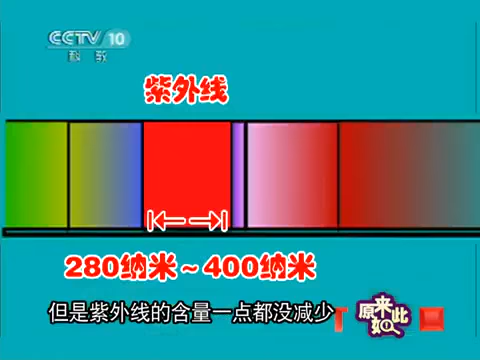 CCTV 10
科教
紫外线
280纳米～400纳米
但是紫外线的含量一点都没减少
原来如此